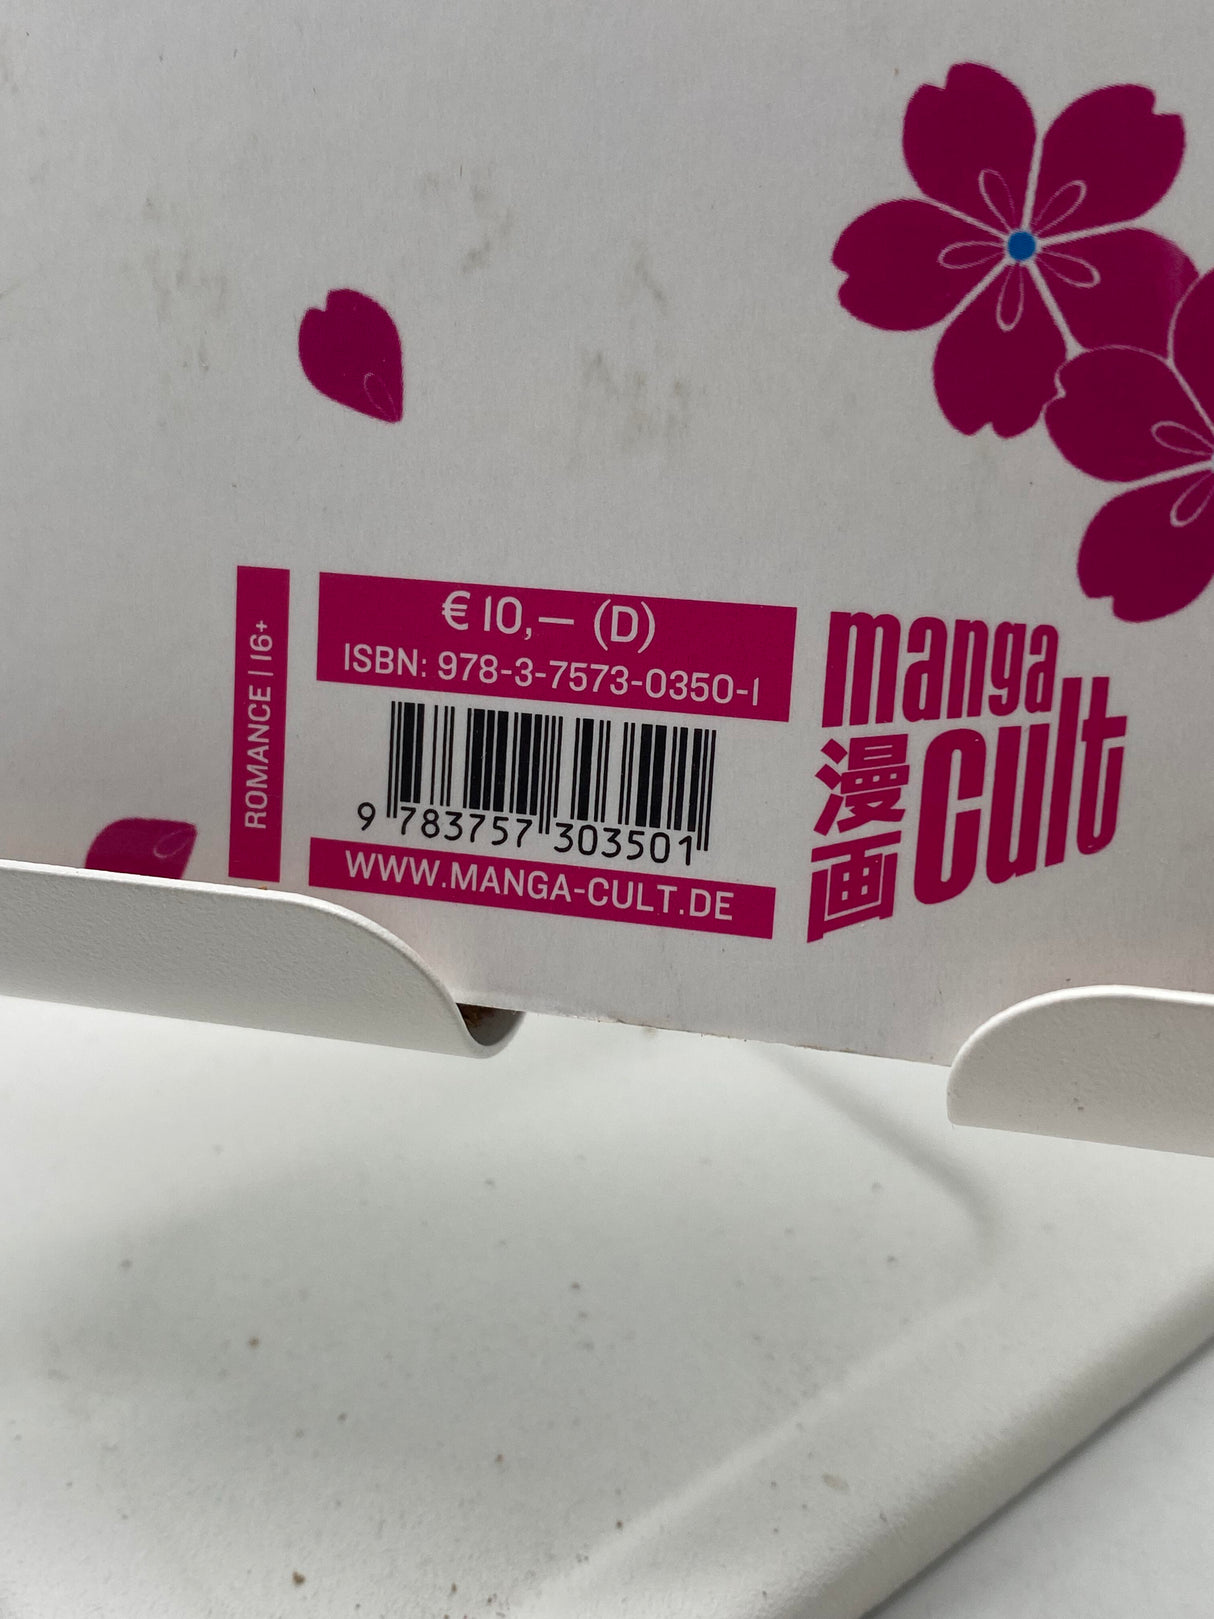 ROMANCE | 16+
€ 10,— (D)
ISBN: 978-3-7573-0350-1
9 783757 303501
WWW.MANGA-CULT.DE
manga
漫画
cult